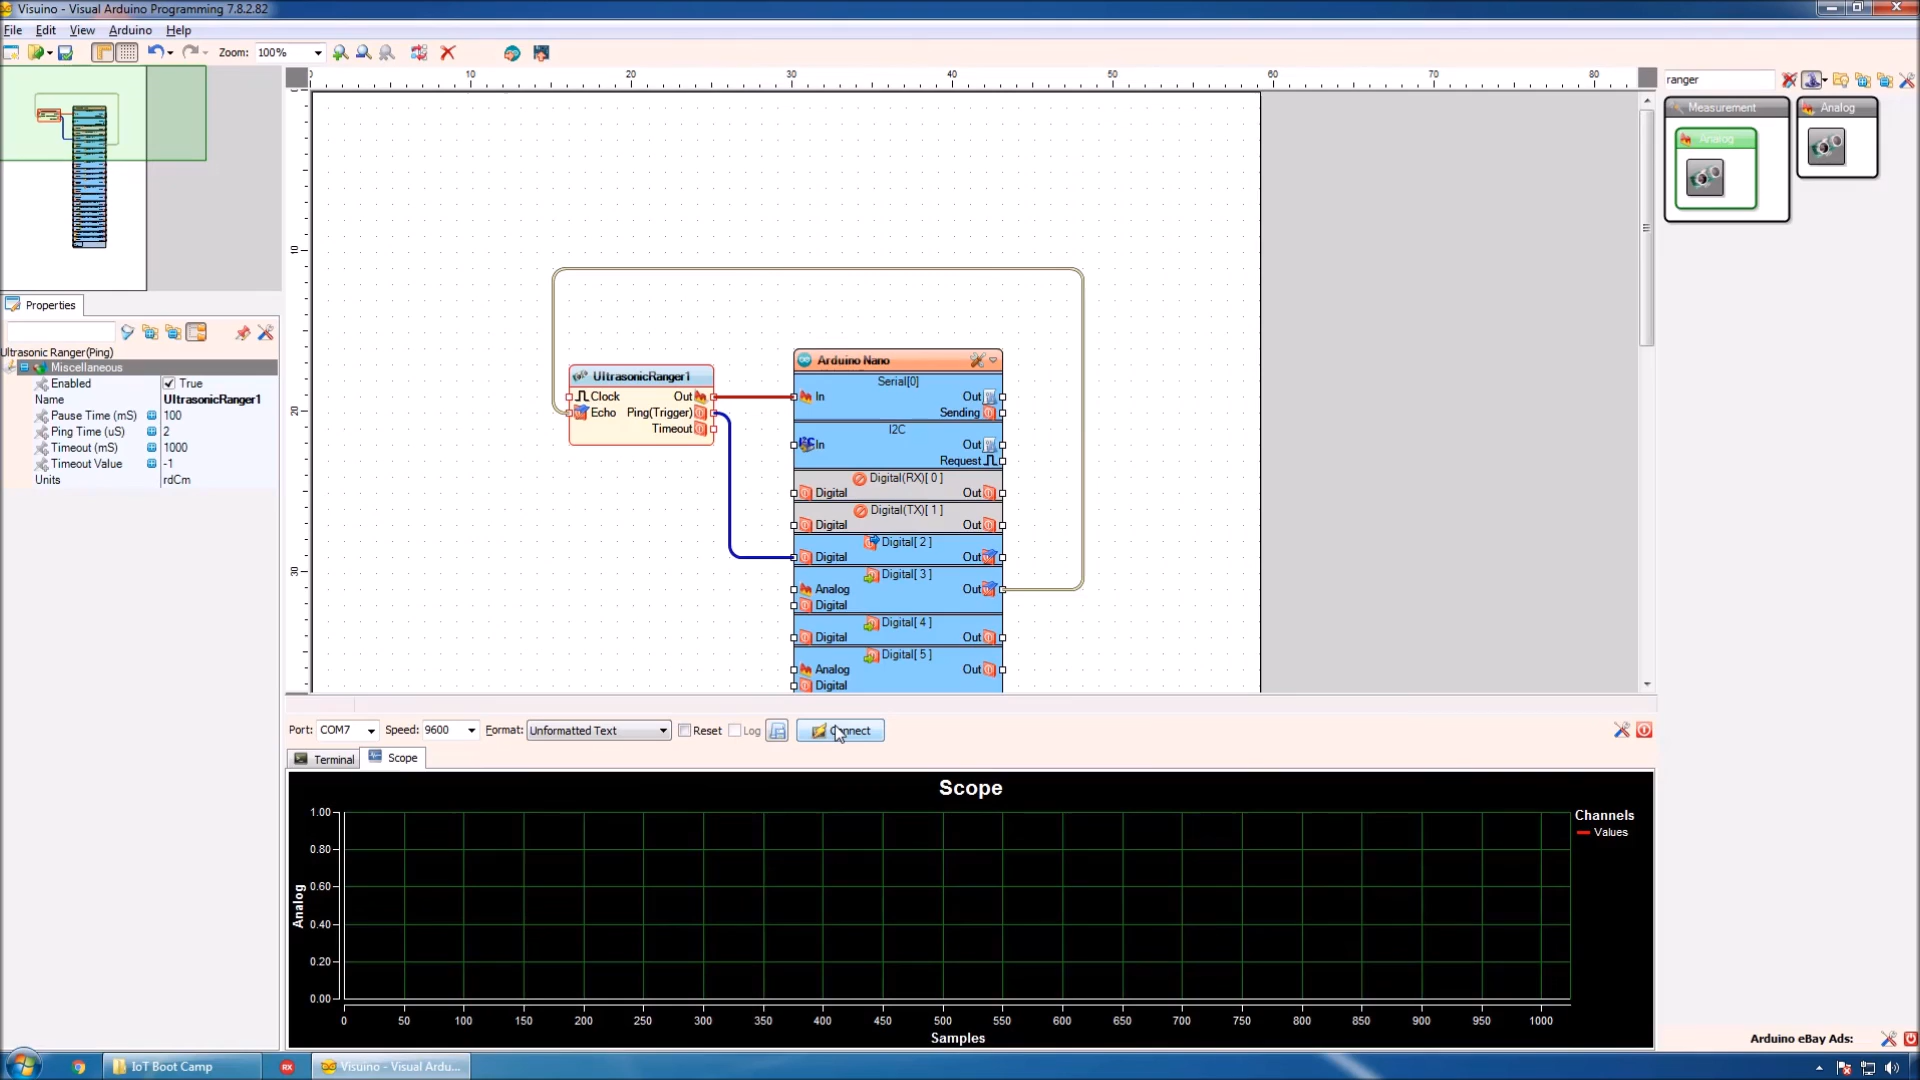 Visuino - Visual Arduino Programming 7.8.2.82
File Edit View Arduino Help
Zoom: 100%
0 10 20 30 40 50 60 70 80
ranger
Measurement
Analog
Analog
10
20
30
Properties
Ultrasonic Ranger(Ping)
Miscellaneous
Enabled True
Name UltrasonicRanger1
Pause Time (mS) 100
Ping Time (uS) 2
Timeout (mS) 1000
Timeout Value -1
Units rdCm
UltrasonicRanger1
Clock Out
Echo Ping(Trigger)
Timeout
Arduino Nano
Serial[0]
In Out
Sending
I2C
In Out
Request
Digital(RX)[ 0 ]
Digital Out
Digital(TX)[ 1 ]
Digital Out
Digital[ 2 ]
Digital Out
Digital[ 3 ]
Analog Out
Digital
Digital[ 4 ]
Digital Out
Digital[ 5 ]
Analog Out
Digital
Port: COM7 Speed: 9600 Format: Unformatted Text Reset Log Connect
Terminal Scope
Scope
Channels
Values
1.00
0.80
0.60
0.40
0.20
0.00
Analog
0 50 100 150 200 250 300 350 400 450 500 550 600 650 700 750 800 850 900 950 1000
Samples
Arduino eBay Ads:
IoT Boot Camp
Visuino - Visual Ardu...